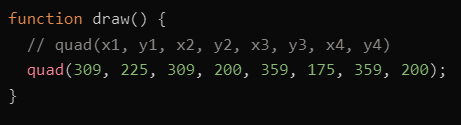 function draw() {
// quad(x1, y1, x2, y2, x3, y3, x4, y4)
quad(309, 225, 309, 200, 359, 175, 359, 200);
}